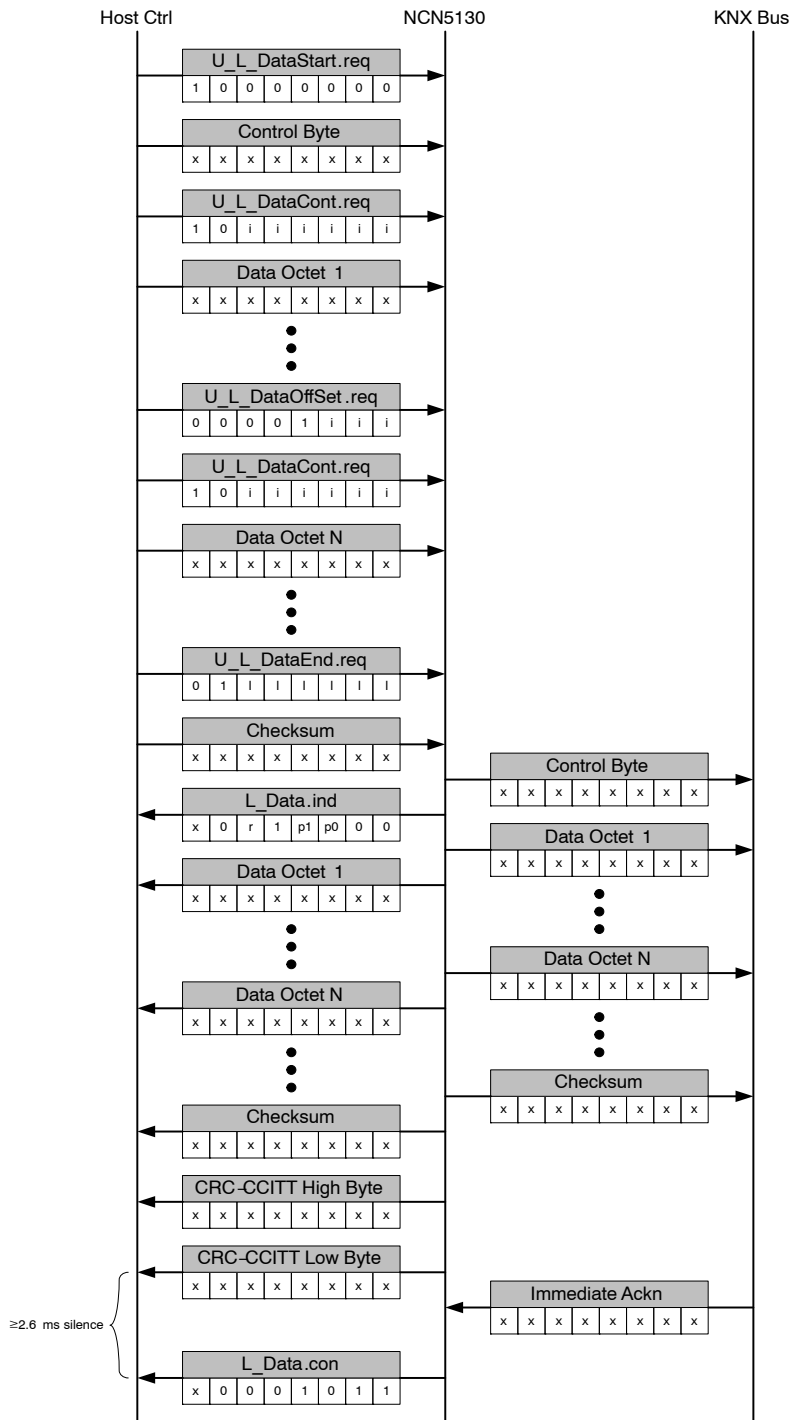 Host Ctrl NCN5130 KNX Bus
U_L_DataStart.req
1 0 0 0 0 0 0 0
Control Byte
x x x x x x x x
U_L_DataCont.req
1 0 i i i i i i
Data Octet 1
x x x x x x x x
U_L_DataOffSet.req
0 0 0 0 1 i i i
U_L_DataCont.req
1 0 i i i i i i
Data Octet N
x x x x x x x x
U_L_DataEnd.req
0 1 l l l l l l
Checksum
x x x x x x x x
Control Byte
x x x x x x x x
L_Data.ind
x 0 r 1 p1 p0 0 0
Data Octet 1
x x x x x x x x
Data Octet 1
x x x x x x x x
Data Octet N
x x x x x x x x
Data Octet N
x x x x x x x x
Checksum
x x x x x x x x
Checksum
x x x x x x x x
CRC-CCITT High Byte
x x x x x x x x
CRC-CCITT Low Byte
x x x x x x x x
Immediate Ackn
x x x x x x x x
≥2.6 ms silence
L_Data.con
x 0 0 0 1 0 1 1